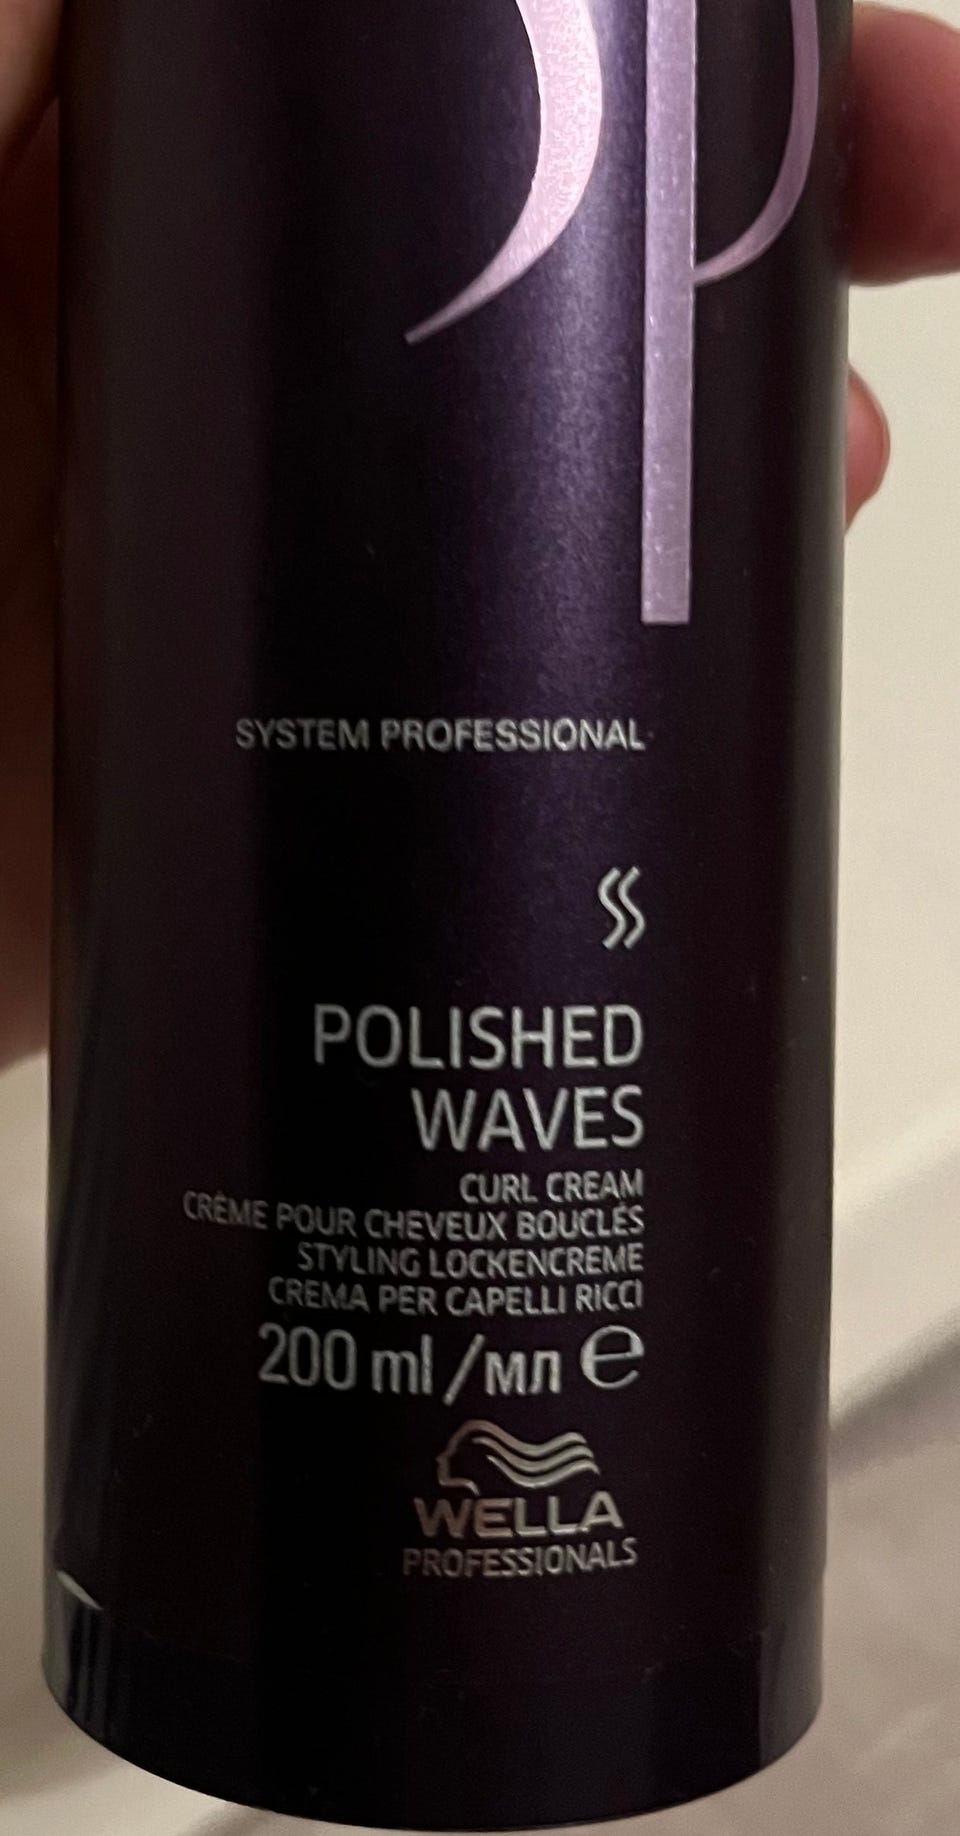 sp
SYSTEM PROFESSIONAL
POLISHED
WAVES
CURL CREAM
CRÈME POUR CHEVEUX BOUCLÉS
STYLING LOCKENCREME
CREMA PER CAPELLI RICCI
200 ml / мл ℮
WELLA
PROFESSIONALS